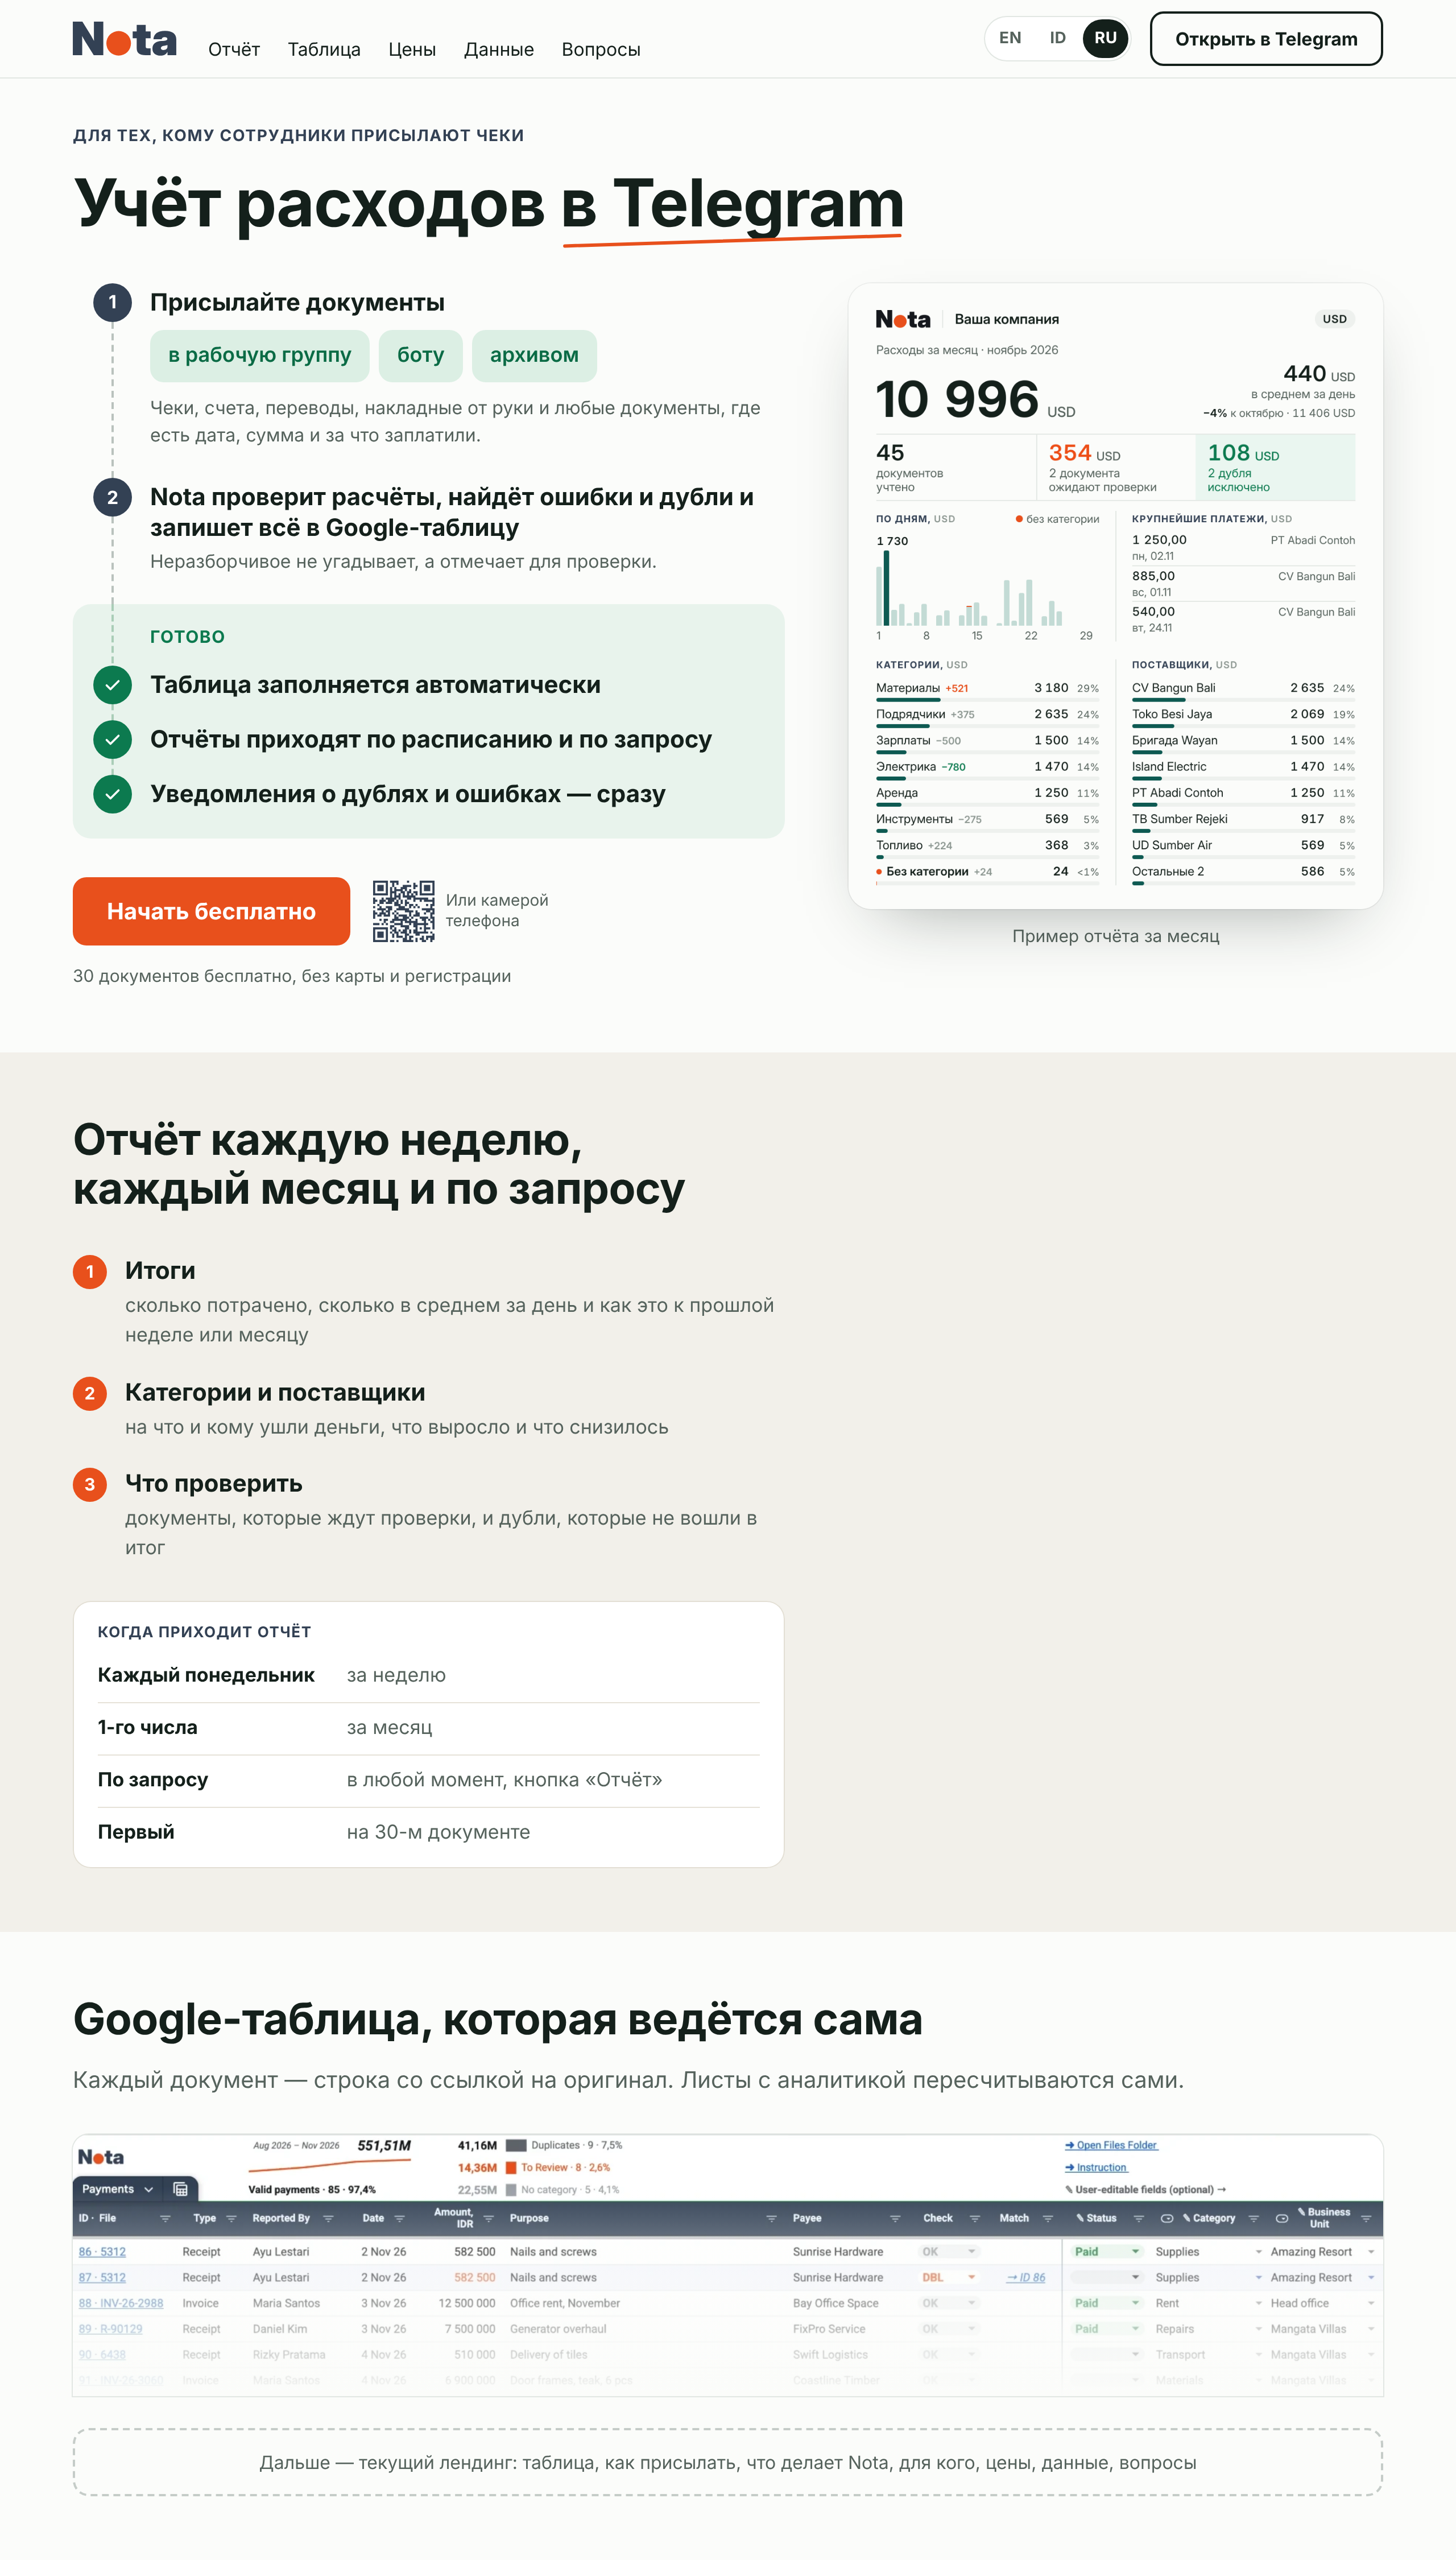 Nota
Отчёт
Таблица
Цены
Данные
Вопросы
EN
ID
RU
Открыть в Telegram
ДЛЯ ТЕХ, КОМУ СОТРУДНИКИ ПРИСЫЛАЮТ ЧЕКИ
Учёт расходов в Telegram
1
Присылайте документы
в рабочую группу
боту
архивом
Чеки, счета, переводы, накладные от руки и любые документы, где
есть дата, сумма и за что заплатили.
2
Nota проверит расчёты, найдёт ошибки и дубли и
запишет всё в Google-таблицу
Неразборчивое не угадывает, а отмечает для проверки.
ГОТОВО
Таблица заполняется автоматически
Отчёты приходят по расписанию и по запросу
Уведомления о дублях и ошибках — сразу
Начать бесплатно
Или камерой
телефона
30 документов бесплатно, без карты и регистрации
Nota
Ваша компания
USD
Расходы за месяц · ноябрь 2026
10 996 USD
440 USD
в среднем за день
−4% к октябрю · 11 406 USD
45
документов
учтено
354 USD
2 документа
ожидают проверки
108 USD
2 дубля
исключено
ПО ДНЯМ, USD
без категории
1 730
1 8 15 22 29
КРУПНЕЙШИЕ ПЛАТЕЖИ, USD
1 250,00 PT Abadi Contoh
пн, 02.11
885,00 CV Bangun Bali
вс, 01.11
540,00 CV Bangun Bali
вт, 24.11
КАТЕГОРИИ, USD
Материалы +521 3 180 29%
Подрядчики +375 2 635 24%
Зарплаты −500 1 500 14%
Электрика −780 1 470 14%
Аренда 1 250 11%
Инструменты −275 569 5%
Топливо +224 368 3%
Без категории +24 24 <1%
ПОСТАВЩИКИ, USD
CV Bangun Bali 2 635 24%
Toko Besi Jaya 2 069 19%
Бригада Wayan 1 500 14%
Island Electric 1 470 14%
PT Abadi Contoh 1 250 11%
TB Sumber Rejeki 917 8%
UD Sumber Air 569 5%
Остальные 2 586 5%
Пример отчёта за месяц
Отчёт каждую неделю,
каждый месяц и по запросу
1
Итоги
сколько потрачено, сколько в среднем за день и как это к прошлой
неделе или месяцу
2
Категории и поставщики
на что и кому ушли деньги, что выросло и что снизилось
3
Что проверить
документы, которые ждут проверки, и дубли, которые не вошли в
итог
КОГДА ПРИХОДИТ ОТЧЁТ
Каждый понедельник за неделю
1-го числа за месяц
По запросу в любой момент, кнопка «Отчёт»
Первый на 30-м документе
Google-таблица, которая ведётся сама
Каждый документ — строка со ссылкой на оригинал. Листы с аналитикой пересчитываются сами.
Nota
Aug 2026 – Nov 2026 551,51M 41,16M Duplicates · 9 · 7,5% ➜ Open Files Folder
14,36M To Review · 8 · 2,6% ➜ Instruction
Payments Valid payments · 85 · 97,4% 22,55M No category · 5 · 4,1% ✎ User-editable fields (optional) →
ID · File Type Reported By Date Amount, IDR Purpose Payee Check Match ✎ Status ✎ Category ✎ Business Unit
86 · 5312 Receipt Ayu Lestari 2 Nov 26 582 500 Nails and screws Sunrise Hardware OK Paid Supplies Amazing Resort
87 · 5312 Receipt Ayu Lestari 2 Nov 26 582 500 Nails and screws Sunrise Hardware DBL → ID 86 Supplies Amazing Resort
88 · INV-26-2988 Invoice Maria Santos 3 Nov 26 12 500 000 Office rent, November Bay Office Space OK Paid Rent Head office
89 · R-90129 Receipt Daniel Kim 3 Nov 26 7 500 000 Generator overhaul FixPro Service OK Paid Repairs Mangata Villas
90 · 6438 Receipt Rizky Pratama 4 Nov 26 510 000 Delivery of tiles Swift Logistics OK Transport Mangata Villas
91 · INV-26-3060 Invoice Maria Santos 4 Nov 26 6 900 000 Door frames, teak, 6 pcs Coastline Timber OK Materials Mangata Villas
Дальше — текущий лендинг: таблица, как присылать, что делает Nota, для кого, цены, данные, вопросы